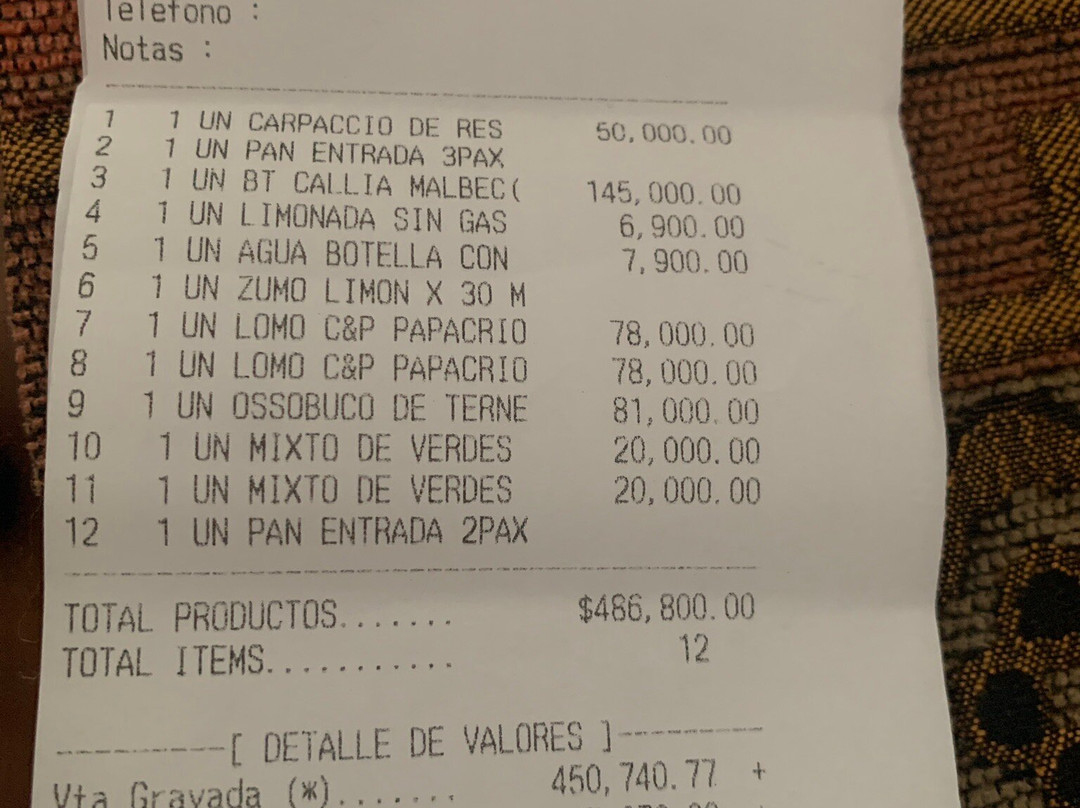 Telefono :
Notas :
1 1 UN CARPACCIO DE RES 50,000.00
2 1 UN PAN ENTRADA 3PAX
3 1 UN BT CALLIA MALBEC( 145,000.00
4 1 UN LIMONADA SIN GAS 6,900.00
5 1 UN AGUA BOTELLA CON 7,900.00
6 1 UN ZUMO LIMON X 30 M
7 1 UN LOMO C&P PAPACRIO 78,000.00
8 1 UN LOMO C&P PAPACRIO 78,000.00
9 1 UN OSSOBUCO DE TERNE 81,000.00
10 1 UN MIXTO DE VERDES 20,000.00
11 1 UN MIXTO DE VERDES 20,000.00
12 1 UN PAN ENTRADA 2PAX
TOTAL PRODUCTOS....... $486,800.00
TOTAL ITEMS........... 12
----------[ DETALLE DE VALORES ]----------
Vta Gravada (*)....... 450,740.77 +